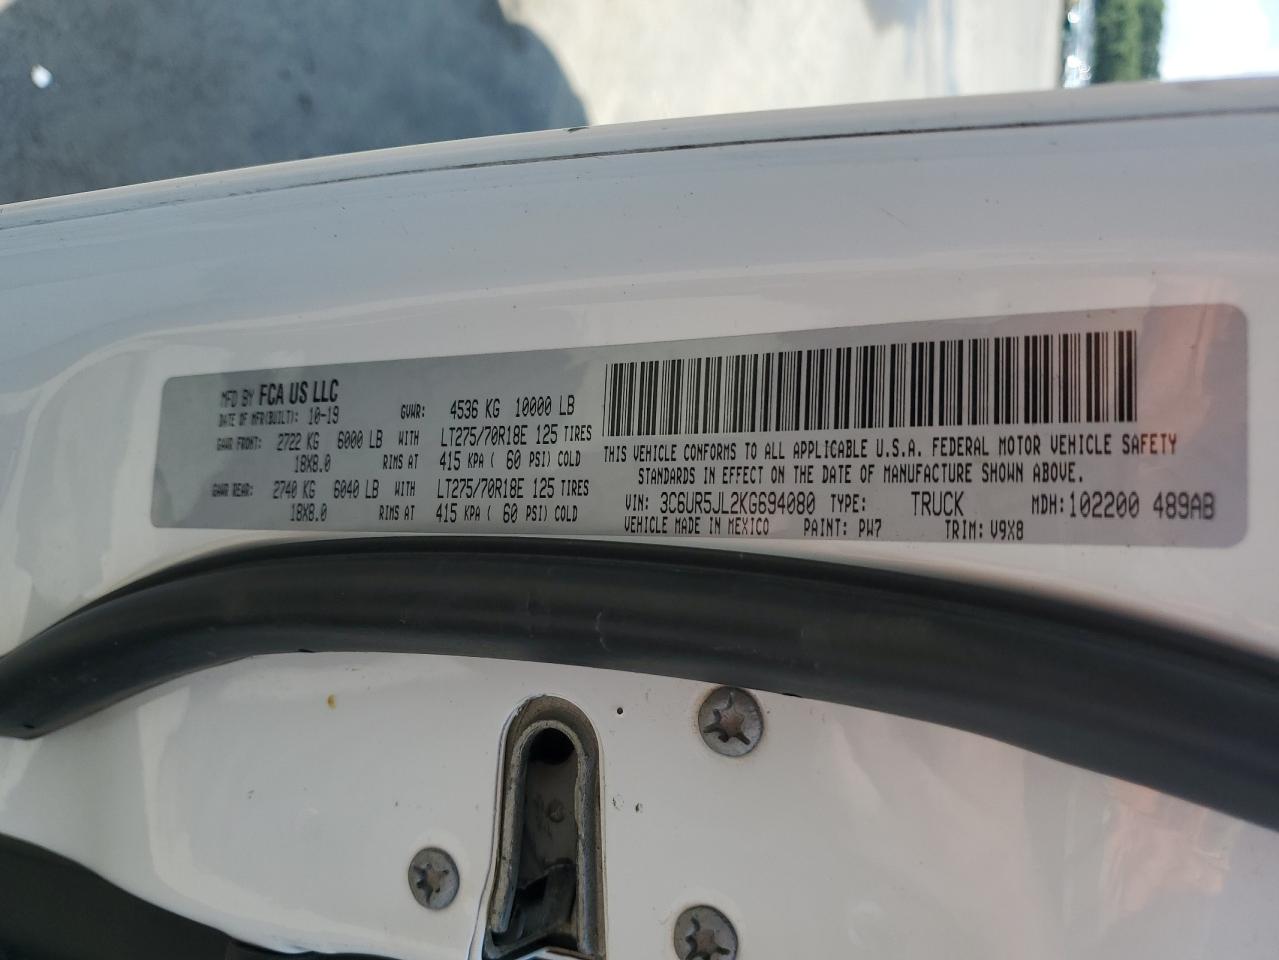 MFD BY FCA US LLC
DATE OF MFR(BUILT): 10-19 GVWR: 4536 KG 10000 LB
GAWR FRONT: 2722 KG 6000 LB WITH LT275/70R18E 125 TIRES
18X8.0 RIMS AT 415 KPA ( 60 PSI) COLD
GAWR REAR: 2740 KG 6040 LB WITH LT275/70R18E 125 TIRES
18X8.0 RIMS AT 415 KPA ( 60 PSI) COLD
THIS VEHICLE CONFORMS TO ALL APPLICABLE U.S.A. FEDERAL MOTOR VEHICLE SAFETY
STANDARDS IN EFFECT ON THE DATE OF MANUFACTURE SHOWN ABOVE.
VIN: 3C6UR5JL2KG694080 TYPE: TRUCK MDH: 102200 489AB
VEHICLE MADE IN MEXICO PAINT: PW7 TRIM: V9X8